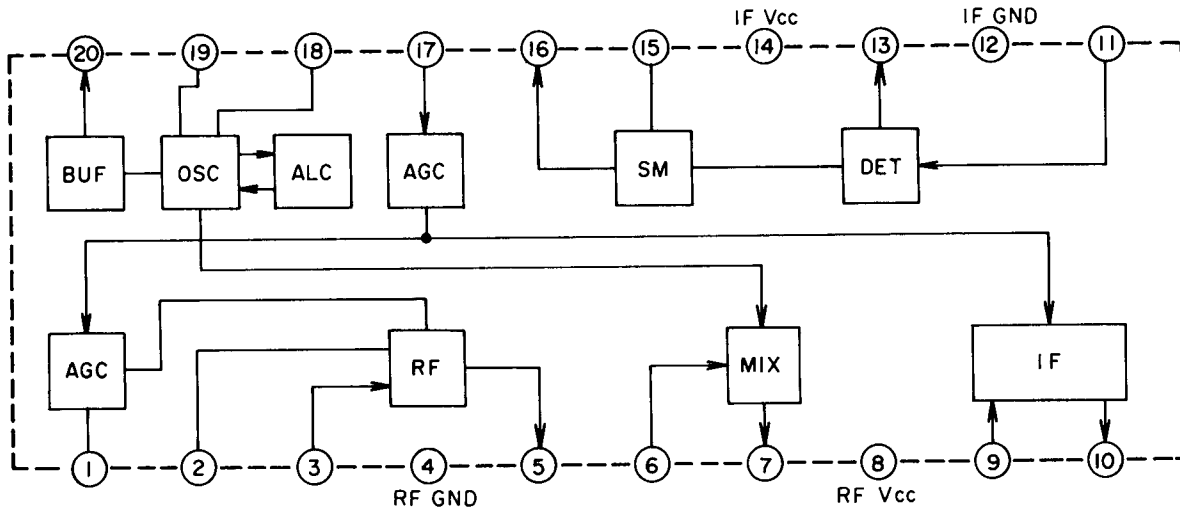 IF Vcc
IF GND
20 19 18 17 16 15 14 13 12 11
BUF OSC ALC AGC SM DET
AGC RF MIX IF
1 2 3 4 5 6 7 8 9 10
RF GND
RF Vcc